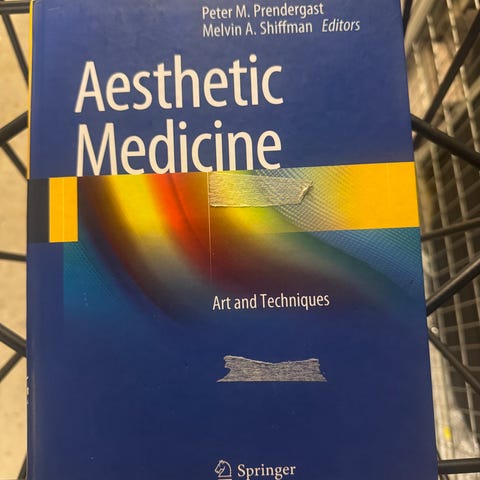 Peter M. Prendergast
Melvin A. Shiffman Editors
Aesthetic
Medicine
Art and Techniques
Springer